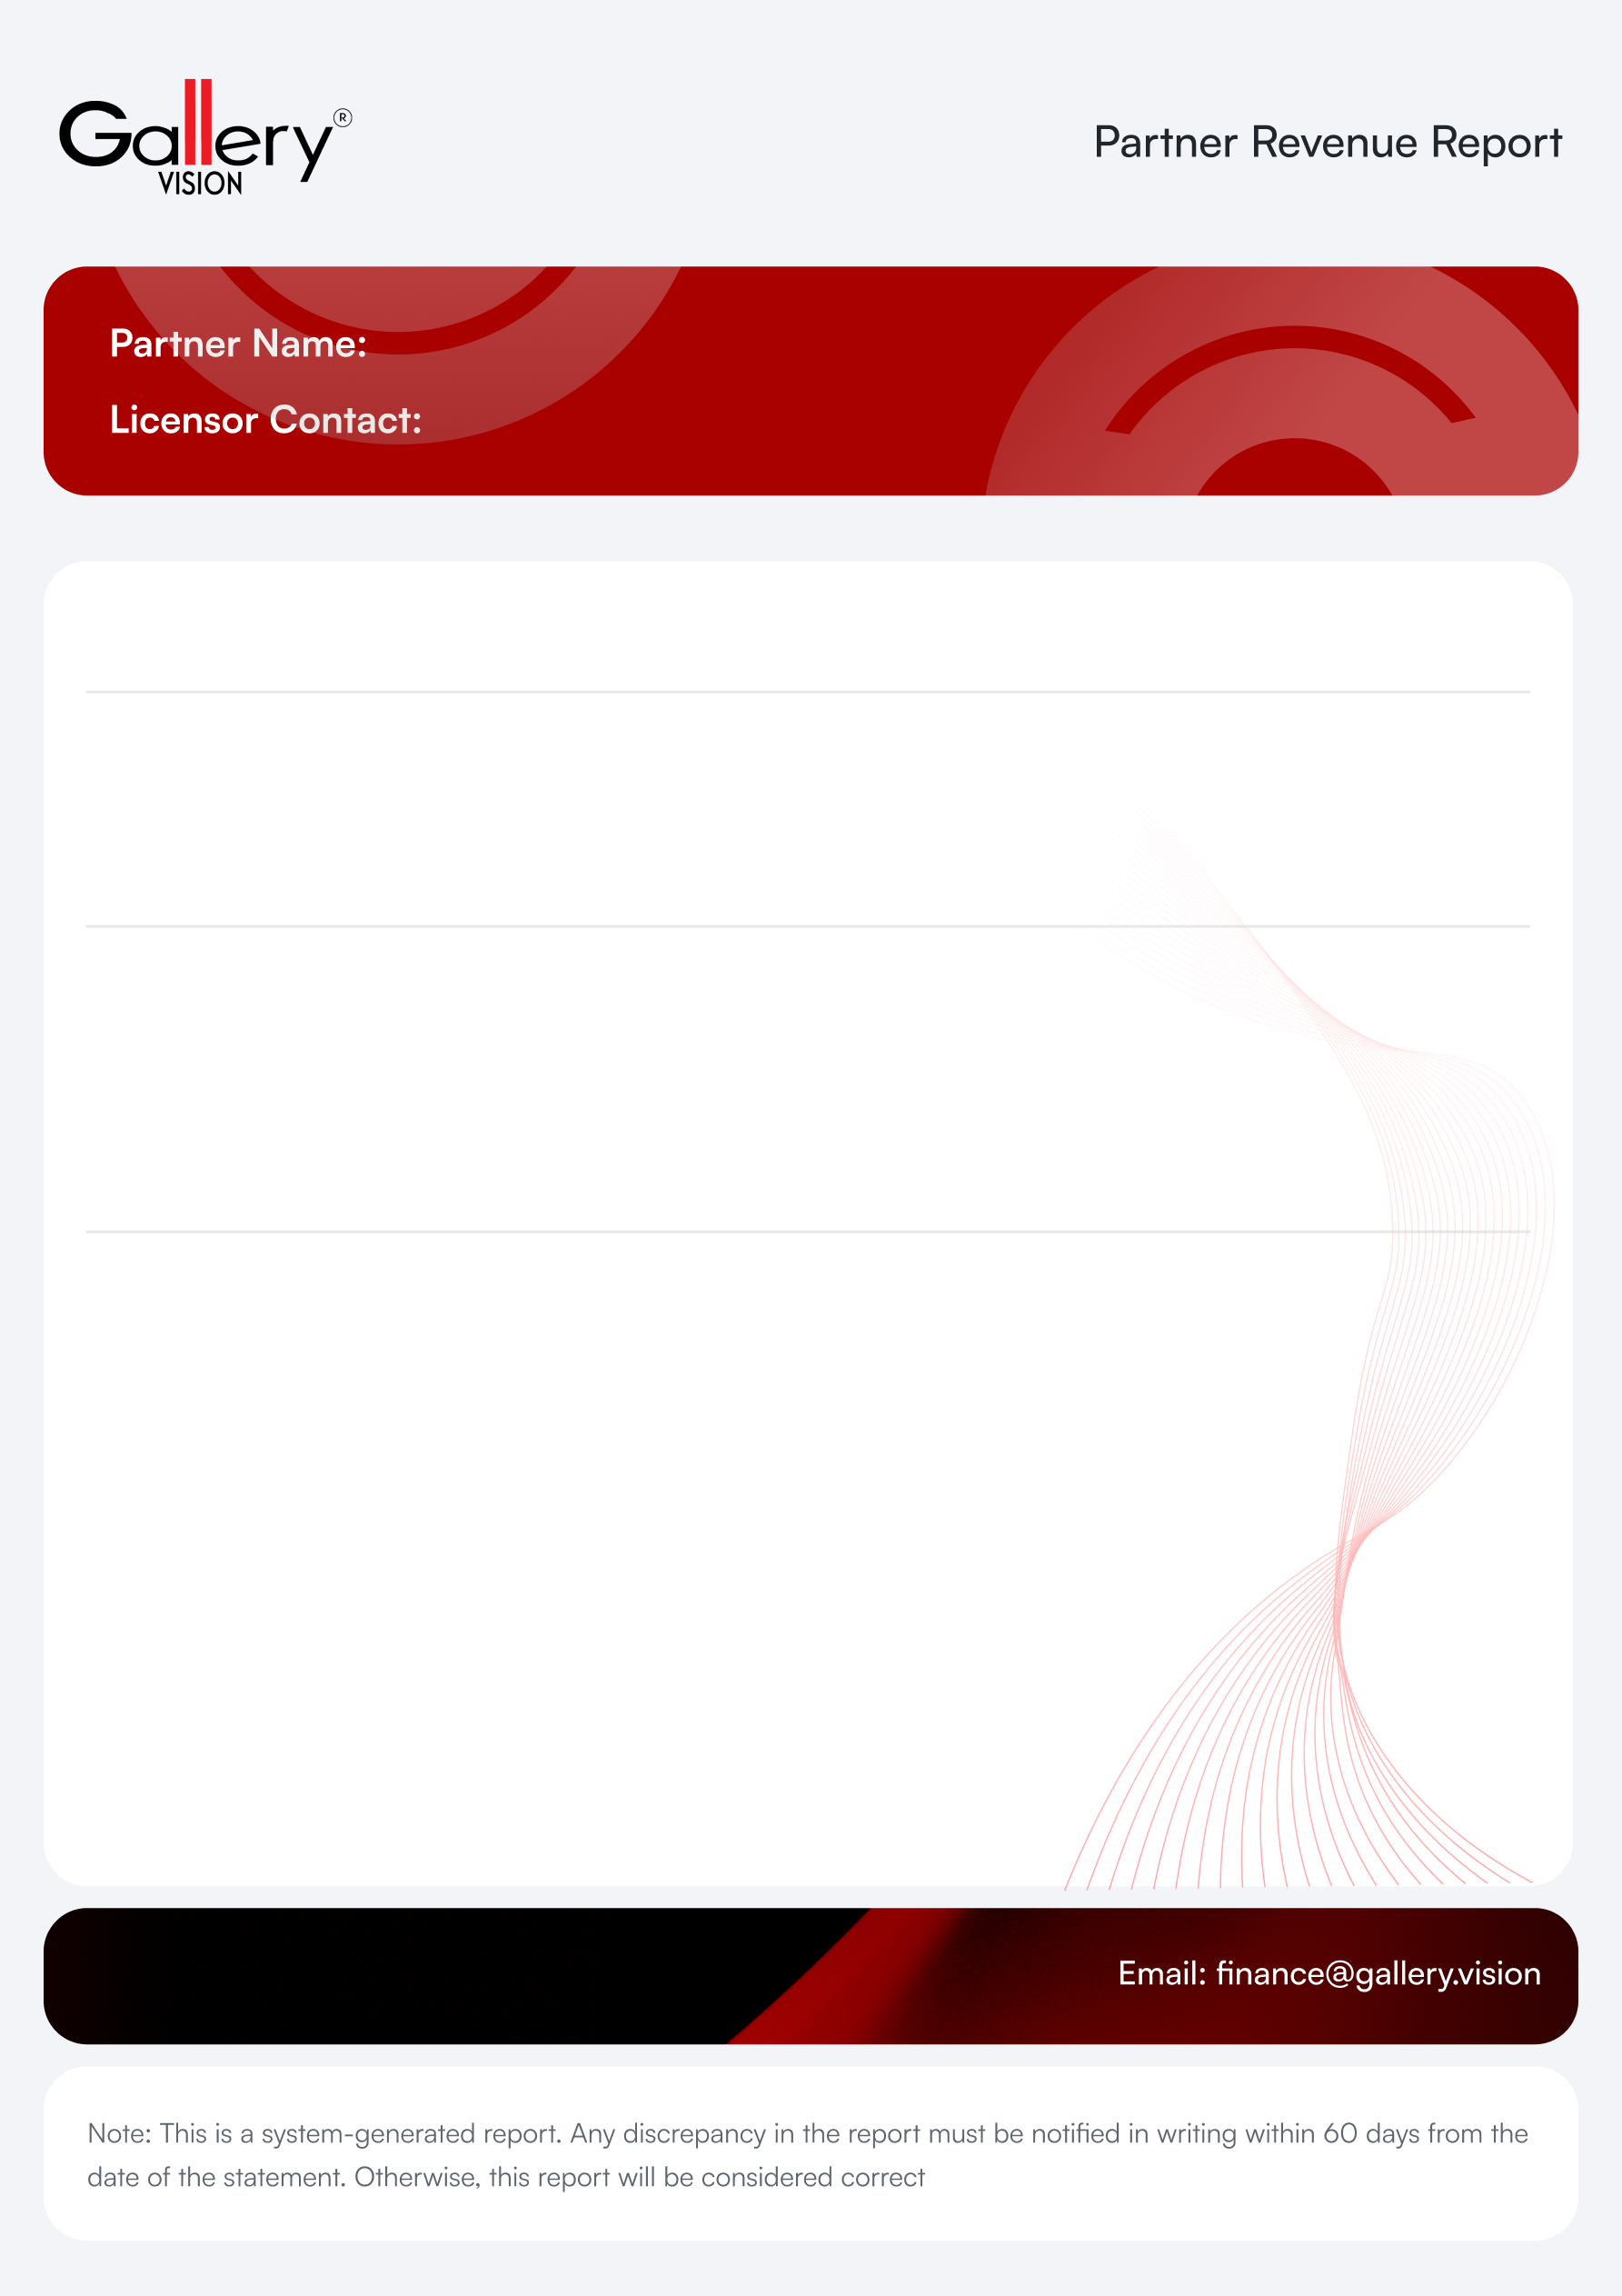 Gallery®
VISION
Partner Revenue Report
Partner Name:
Licensor Contact:
Email: finance@gallery.vision
Note: This is a system-generated report. Any discrepancy in the report must be notified in writing within 60 days from the
date of the statement. Otherwise, this report will be considered correct